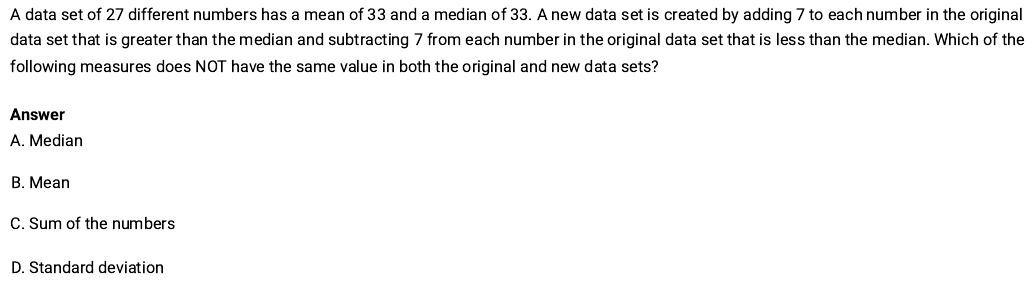 A data set of 27 different numbers has a mean of 33 and a median of 33. A new data set is created by adding 7 to each number in the original
data set that is greater than the median and subtracting 7 from each number in the original data set that is less than the median. Which of the
following measures does NOT have the same value in both the original and new data sets?
Answer
A. Median
B. Mean
C. Sum of the numbers
D. Standard deviation